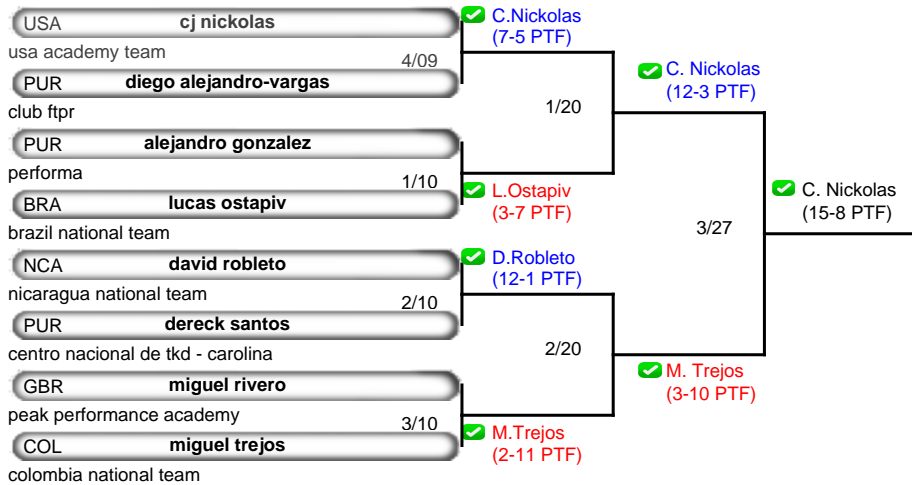 USA cj nickolas
usa academy team
4/09
PUR diego alejandro-vargas
club ftpr
PUR alejandro gonzalez
performa
1/10
BRA lucas ostapiv
brazil national team
NCA david robleto
nicaragua national team
2/10
PUR dereck santos
centro nacional de tkd - carolina
GBR miguel rivero
peak performance academy
3/10
COL miguel trejos
colombia national team
C.Nickolas
(7-5 PTF)
1/20
L.Ostapiv
(3-7 PTF)
D.Robleto
(12-1 PTF)
2/20
M.Trejos
(2-11 PTF)
C. Nickolas
(12-3 PTF)
3/27
M. Trejos
(3-10 PTF)
C. Nickolas
(15-8 PTF)